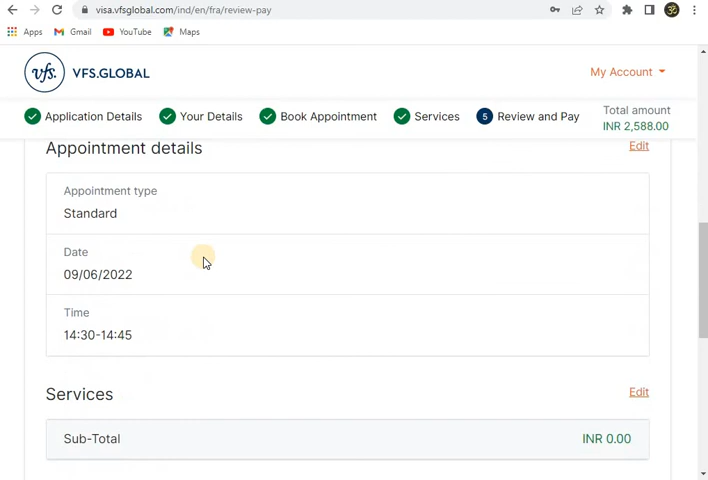 visa.vfsglobal.com/ind/en/fra/review-pay
Apps Gmail YouTube Maps
vfs. VFS.GLOBAL My Account
Application Details Your Details Book Appointment Services 5 Review and Pay Total amount
INR 2,588.00
Appointment details Edit
Appointment type
Standard
Date
09/06/2022
Time
14:30-14:45
Services Edit
Sub-Total INR 0.00